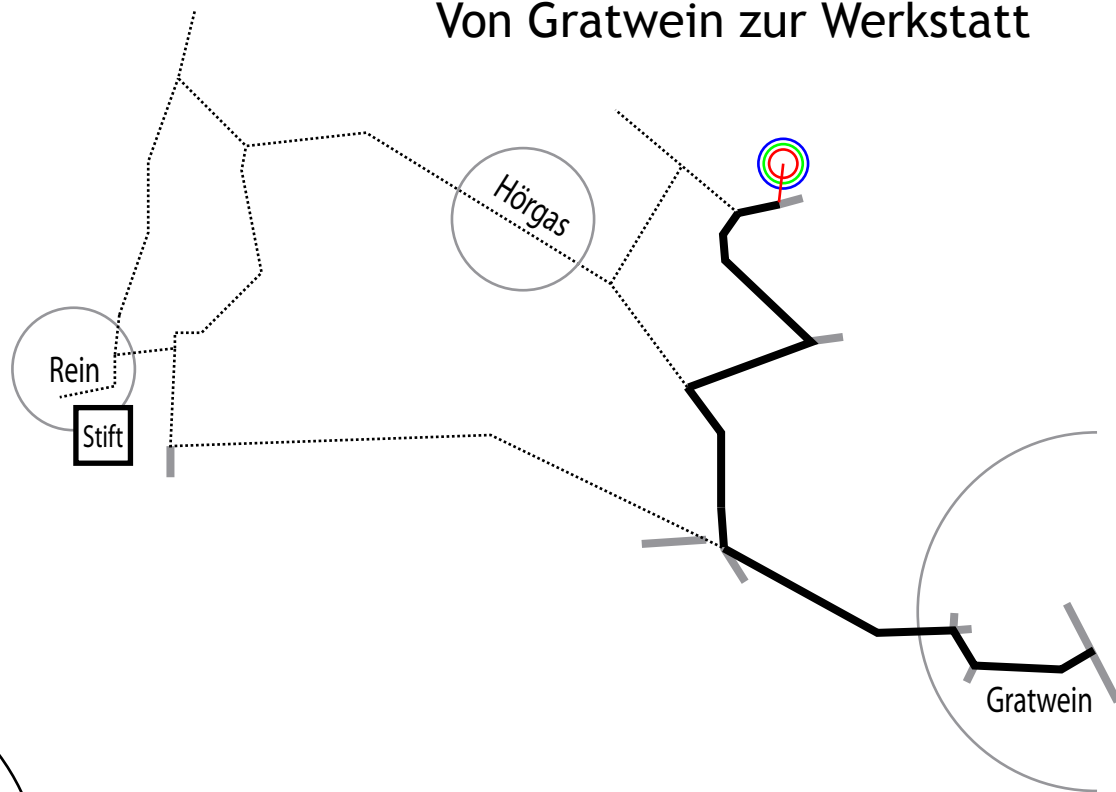 Von Gratwein zur Werkstatt
Hörgas
Rein
Stift
Gratwein